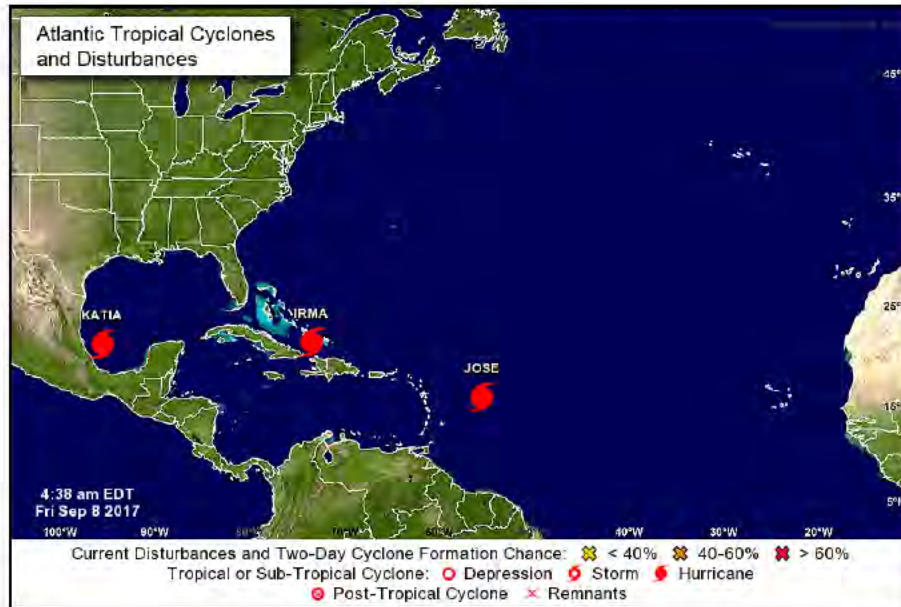 Atlantic Tropical Cyclones
and Disturbances
45°
35°
KATIA
IRMA
25°
JOSE
15°
4:38 am EDT
Fri Sep 8 2017
5°N
100°W 90°W 80°W 70°W 60°W 50°W 40°W 30°W 20°W
Current Disturbances and Two-Day Cyclone Formation Chance: < 40% 40-60% > 60%
Tropical or Sub-Tropical Cyclone: Depression Storm Hurricane
Post-Tropical Cyclone Remnants